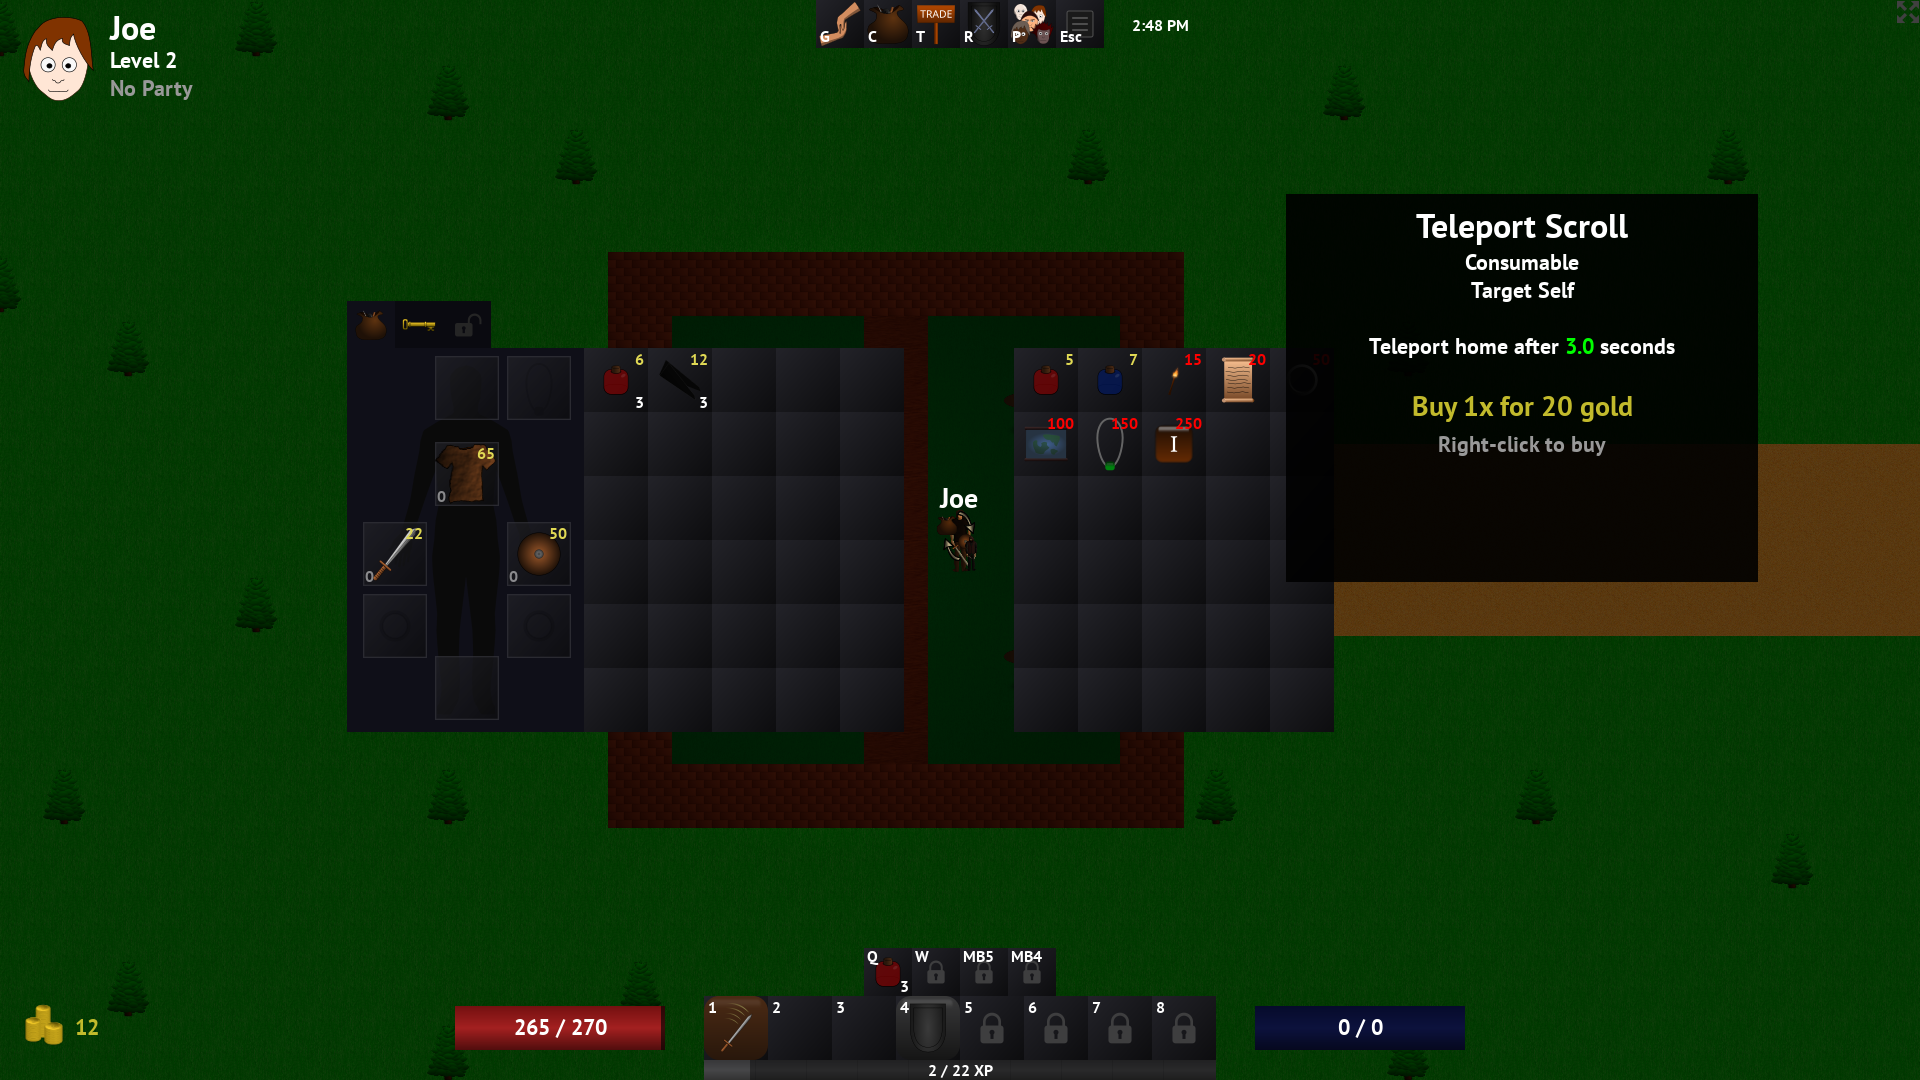 Joe
Level 2
No Party
G
C
TRADE
T
R
P
Esc
2:48 PM
Teleport Scroll
Consumable
Target Self
Teleport home after 3.0 seconds
Buy 1x for 20 gold
Right-click to buy
6
3
12
3
65
0
22
0
50
0
5
7
15
20
50
100
150
250
I
Joe
Q
3
W
MB5
MB4
12
265 / 270
1
2
3
4
5
6
7
8
0 / 0
2 / 22 XP